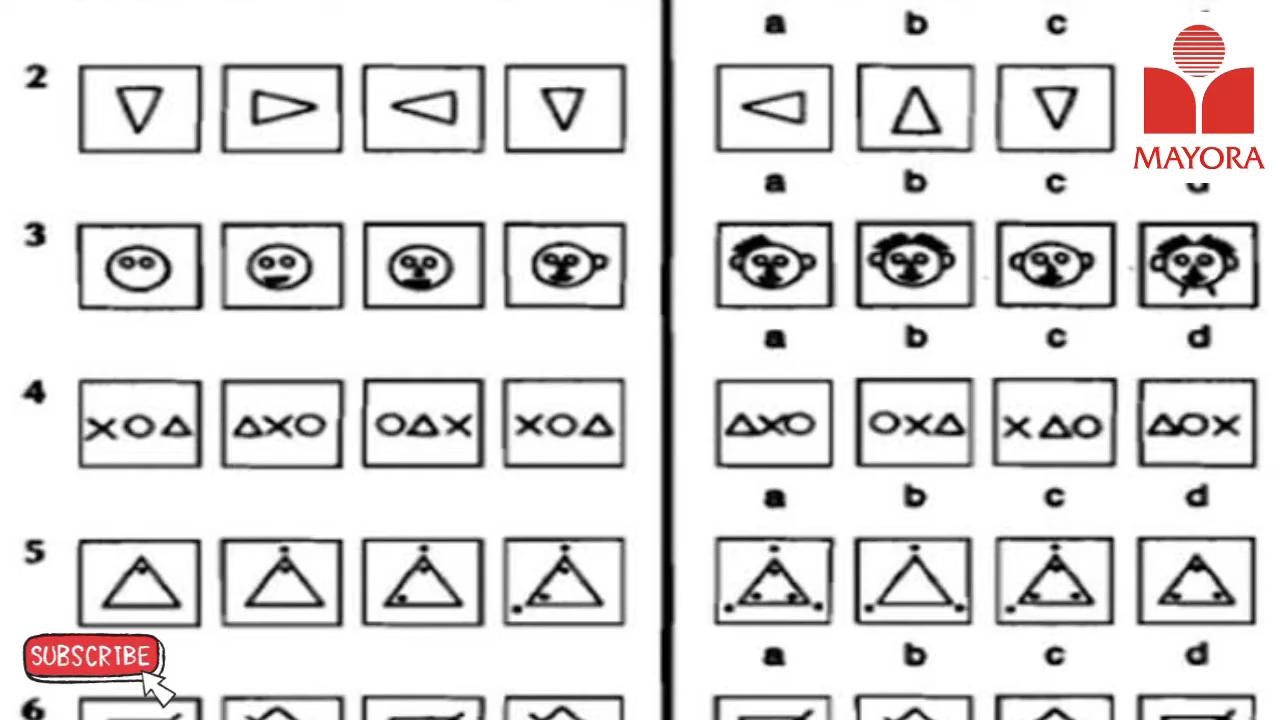 a b c
2
MAYORA
a b c d
3
a b c d
4
a b c d
5
SUBSCRIBE
a b c d
6